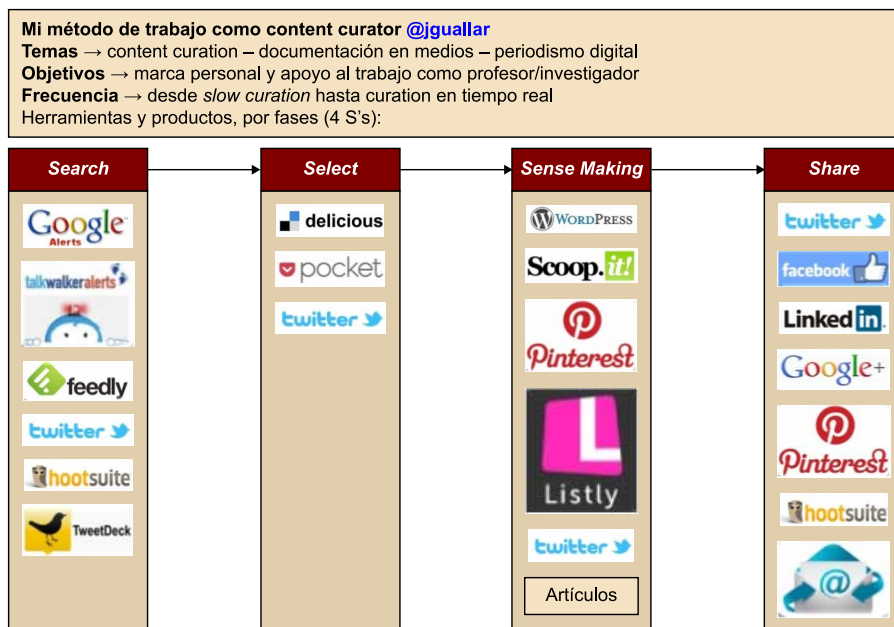 Mi método de trabajo como content curator @jguallar
Temas → content curation – documentación en medios – periodismo digital
Objetivos → marca personal y apoyo al trabajo como profesor/investigador
Frecuencia → desde slow curation hasta curation en tiempo real
Herramientas y productos, por fases (4 S's):
Search
Google
Alerts
talkwalkeralerts
feedly
twitter
hootsuite
TweetDeck
Select
delicious
pocket
twitter
Sense Making
WORDPRESS
Scoop.it!
Pinterest
Listly
twitter
Artículos
Share
twitter
facebook
Linked in
Google+
Pinterest
hootsuite
@